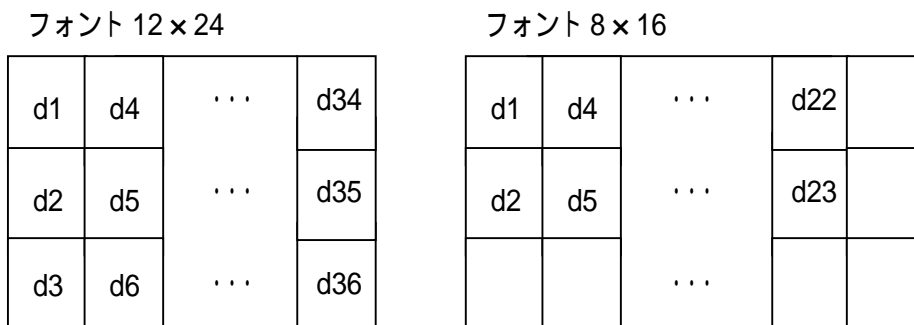 フォント 12×24 フォント 8×16
d1 d4 ・・・ d34 d1 d4 ・・・ d22
d2 d5 ・・・ d35 d2 d5 ・・・ d23
d3 d6 ・・・ d36 ・・・